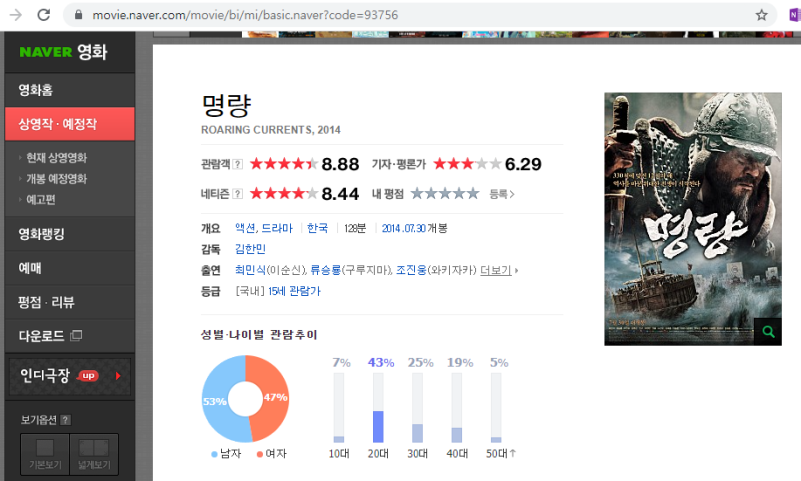 movie.naver.com/movie/bi/mi/basic.naver?code=93756
NAVER 영화
영화홈
상영작 · 예정작
현재 상영영화
개봉 예정영화
예고편
영화랭킹
예매
평점 · 리뷰
다운로드
인디극장 up
보기옵션 ?
기본보기 넓게보기
명량
ROARING CURRENTS, 2014
관람객 ? 8.88 기자·평론가 6.29
네티즌 ? 8.44 내 평점 등록
개요 액션, 드라마 한국 128분 2014.07.30 개봉
감독 김한민
출연 최민식(이순신), 류승룡(구루지마), 조진웅(와키자카) 더보기
등급 [국내] 15세 관람가
성별·나이별 관람추이
53% 47%
남자 여자
7% 43% 25% 19% 5%
10대 20대 30대 40대 50대↑
명량